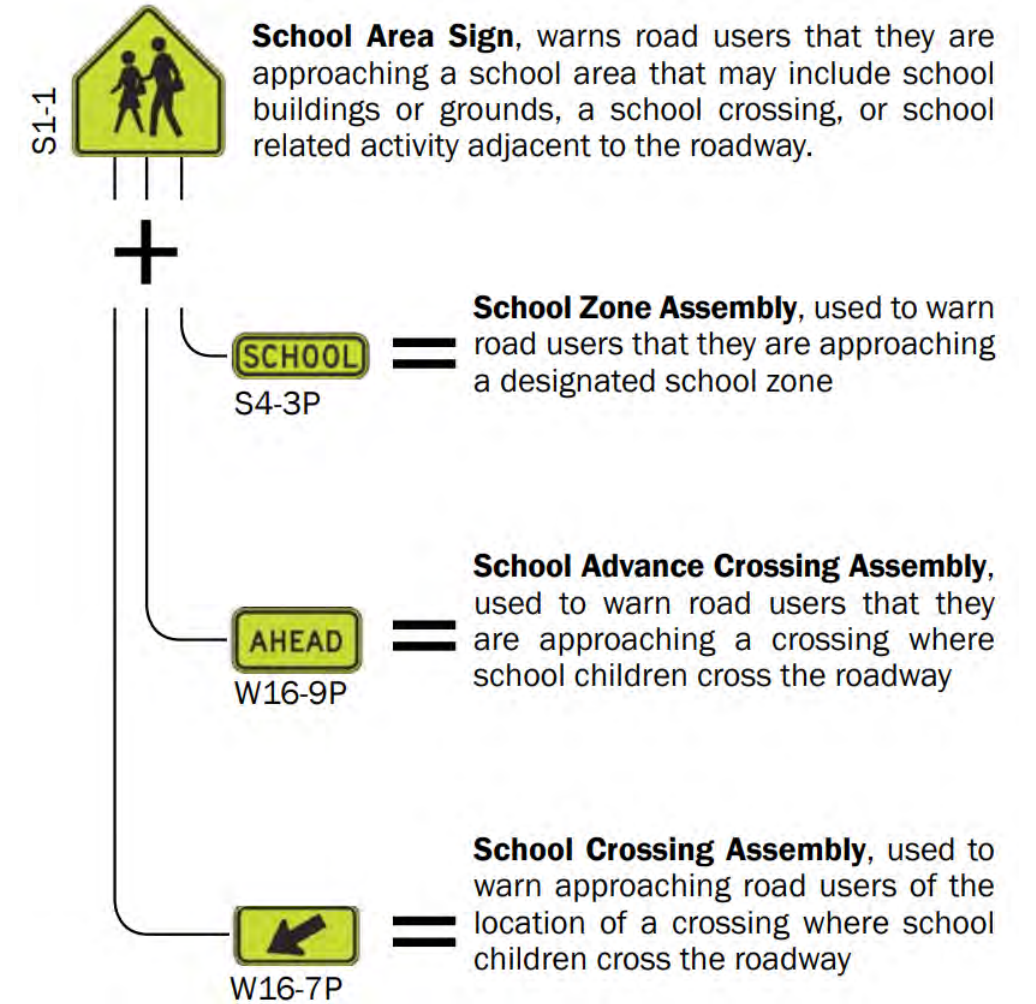 S1-1
School Area Sign, warns road users that they are
approaching a school area that may include school
buildings or grounds, a school crossing, or school
related activity adjacent to the roadway.
+
SCHOOL
S4-3P
=
School Zone Assembly, used to warn
road users that they are approaching
a designated school zone
AHEAD
W16-9P
=
School Advance Crossing Assembly,
used to warn road users that they
are approaching a crossing where
school children cross the roadway
W16-7P
=
School Crossing Assembly, used to
warn approaching road users of the
location of a crossing where school
children cross the roadway